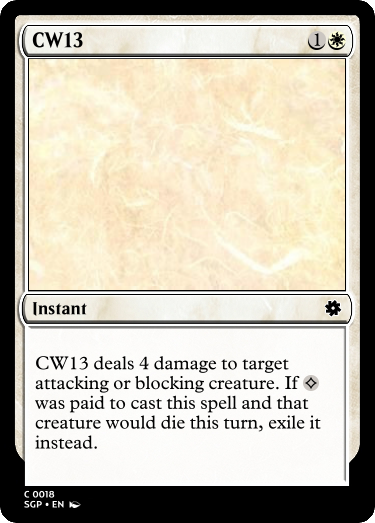 CW13 1
Instant
CW13 deals 4 damage to target
attacking or blocking creature. If
was paid to cast this spell and that
creature would die this turn, exile it
instead.
C 0018
SGP • EN